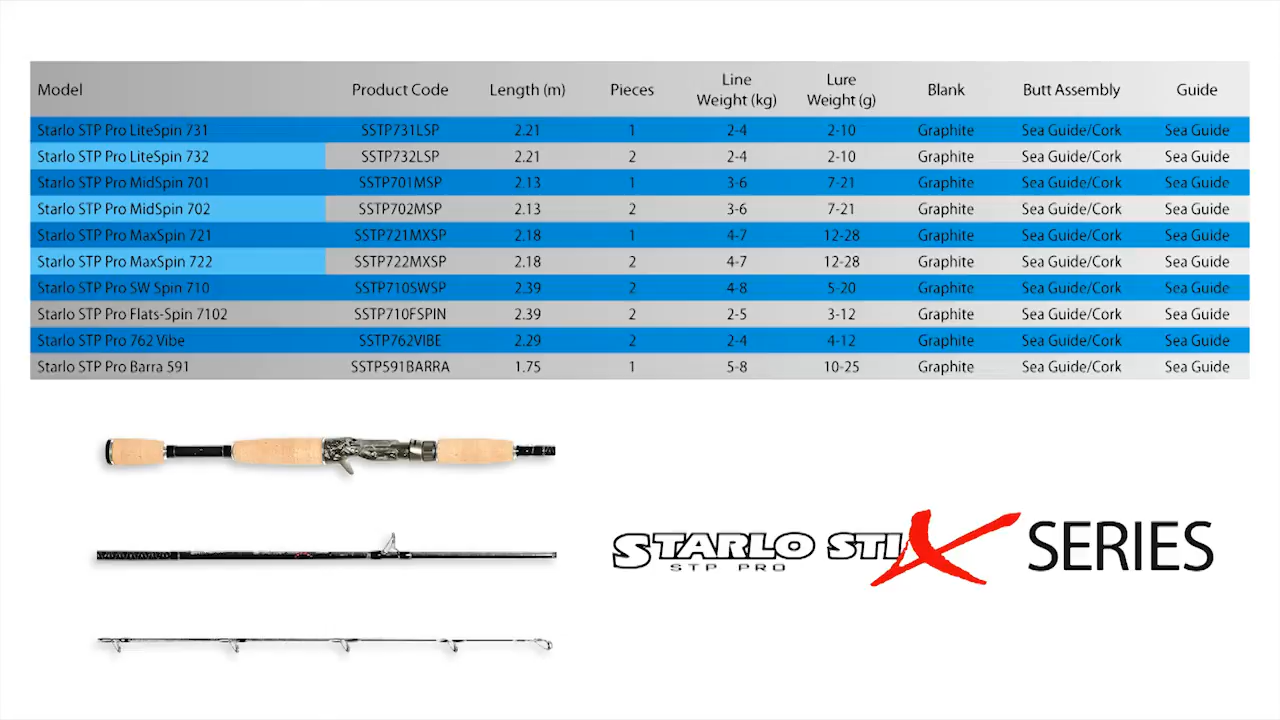 Model Product Code Length (m) Pieces Line Weight (kg) Lure Weight (g) Blank Butt Assembly Guide
Starlo STP Pro LiteSpin 731 SSTP731LSP 2.21 1 2-4 2-10 Graphite Sea Guide/Cork Sea Guide
Starlo STP Pro LiteSpin 732 SSTP732LSP 2.21 2 2-4 2-10 Graphite Sea Guide/Cork Sea Guide
Starlo STP Pro MidSpin 701 SSTP701MSP 2.13 1 3-6 7-21 Graphite Sea Guide/Cork Sea Guide
Starlo STP Pro MidSpin 702 SSTP702MSP 2.13 2 3-6 7-21 Graphite Sea Guide/Cork Sea Guide
Starlo STP Pro MaxSpin 721 SSTP721MXSP 2.18 1 4-7 12-28 Graphite Sea Guide/Cork Sea Guide
Starlo STP Pro MaxSpin 722 SSTP722MXSP 2.18 2 4-7 12-28 Graphite Sea Guide/Cork Sea Guide
Starlo STP Pro SW Spin 710 SSTP710SWSP 2.39 2 4-8 5-20 Graphite Sea Guide/Cork Sea Guide
Starlo STP Pro Flats-Spin 7102 SSTP710FSPIN 2.39 2 2-5 3-12 Graphite Sea Guide/Cork Sea Guide
Starlo STP Pro 762 Vibe SSTP762VIBE 2.29 2 2-4 4-12 Graphite Sea Guide/Cork Sea Guide
Starlo STP Pro Barra 591 SSTP591BARRA 1.75 1 5-8 10-25 Graphite Sea Guide/Cork Sea Guide
STARLO STIX SERIES
STP PRO